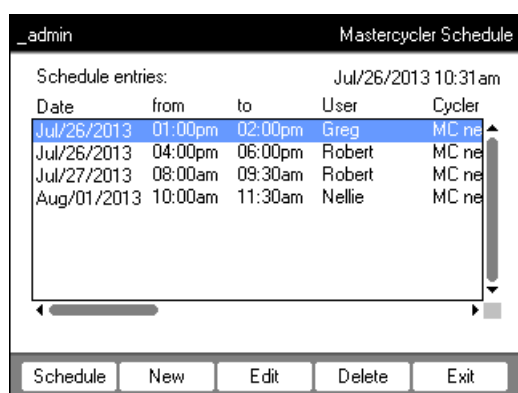 _admin Mastercycler Schedule
Schedule entries: Jul/26/2013 10:31am
Date from to User Cycler
Jul/26/2013 01:00pm 02:00pm Greg MC ne
Jul/26/2013 04:00pm 06:00pm Robert MC ne
Jul/27/2013 08:00am 09:30am Robert MC ne
Aug/01/2013 10:00am 11:30am Nellie MC ne
Schedule New Edit Delete Exit